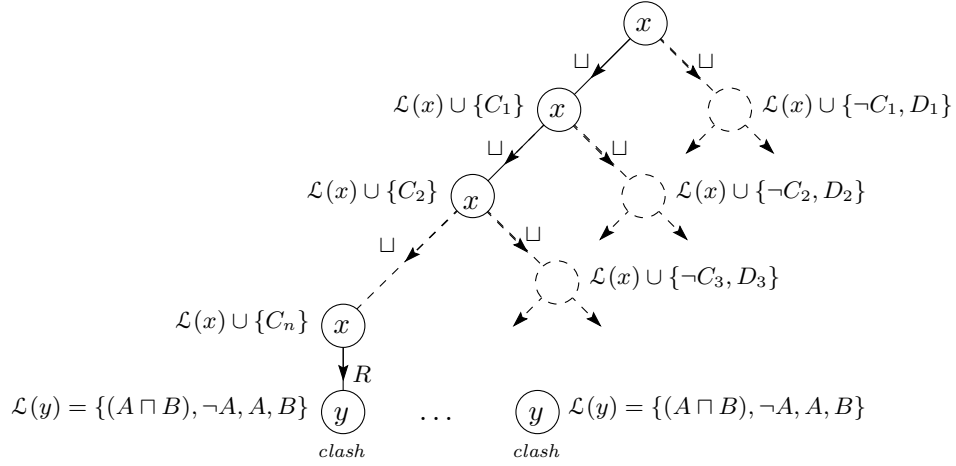 x
⊔ ⊔
ℒ(x) ∪ {C₁} x ℒ(x) ∪ {¬C₁, D₁}
⊔ ⊔
ℒ(x) ∪ {C₂} x ℒ(x) ∪ {¬C₂, D₂}
⊔ ⊔
ℒ(x) ∪ {¬C₃, D₃}
ℒ(x) ∪ {Cₙ} x
R
ℒ(y) = {(A ⊓ B), ¬A, A, B} y … y ℒ(y) = {(A ⊓ B), ¬A, A, B}
clash clash